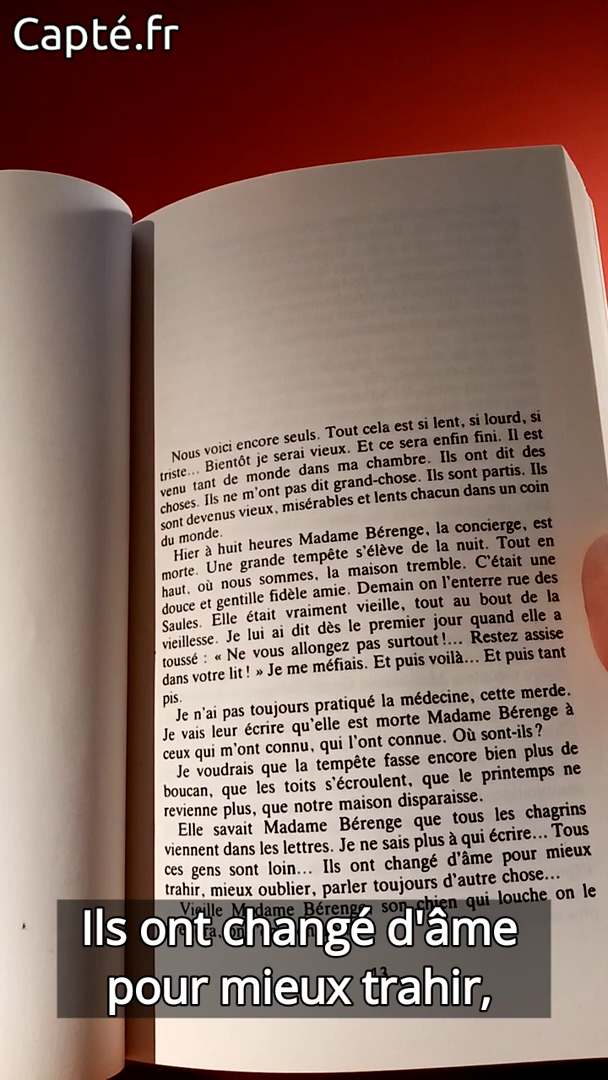 Capté.fr
Nous voici encore seuls. Tout cela est si lent, si lourd, si
triste... Bientôt je serai vieux. Et ce sera enfin fini. Il est
venu tant de monde dans ma chambre. Ils ont dit des
choses. Ils ne m'ont pas dit grand-chose. Ils sont partis. Ils
sont devenus vieux, misérables et lents chacun dans un coin
du monde.
Hier à huit heures Madame Bérenge, la concierge, est
morte. Une grande tempête s'élève de la nuit. Tout en
haut, où nous sommes, la maison tremble. C'était une
douce et gentille fidèle amie. Demain on l'enterre rue des
Saules. Elle était vraiment vieille, tout au bout de la
vieillesse. Je lui ai dit dès le premier jour quand elle a
toussé : « Ne vous allongez pas surtout !... Restez assise
dans votre lit ! » Je me méfiais. Et puis voilà... Et puis tant
pis.
Je n'ai pas toujours pratiqué la médecine, cette merde.
Je vais leur écrire qu'elle est morte Madame Bérenge à
ceux qui m'ont connu, qui l'ont connue. Où sont-ils ?
Je voudrais que la tempête fasse encore bien plus de
boucan, que les toits s'écroulent, que le printemps ne
revienne plus, que notre maison disparaisse.
Elle savait Madame Bérenge que tous les chagrins
viennent dans les lettres. Je ne sais plus à qui écrire... Tous
ces gens sont loin... Ils ont changé d'âme pour mieux
trahir, mieux oublier, parler toujours d'autre chose...
Vieille Madame Bérenge, son chien qui louche on le
Ils ont changé d'âme
pour mieux trahir,